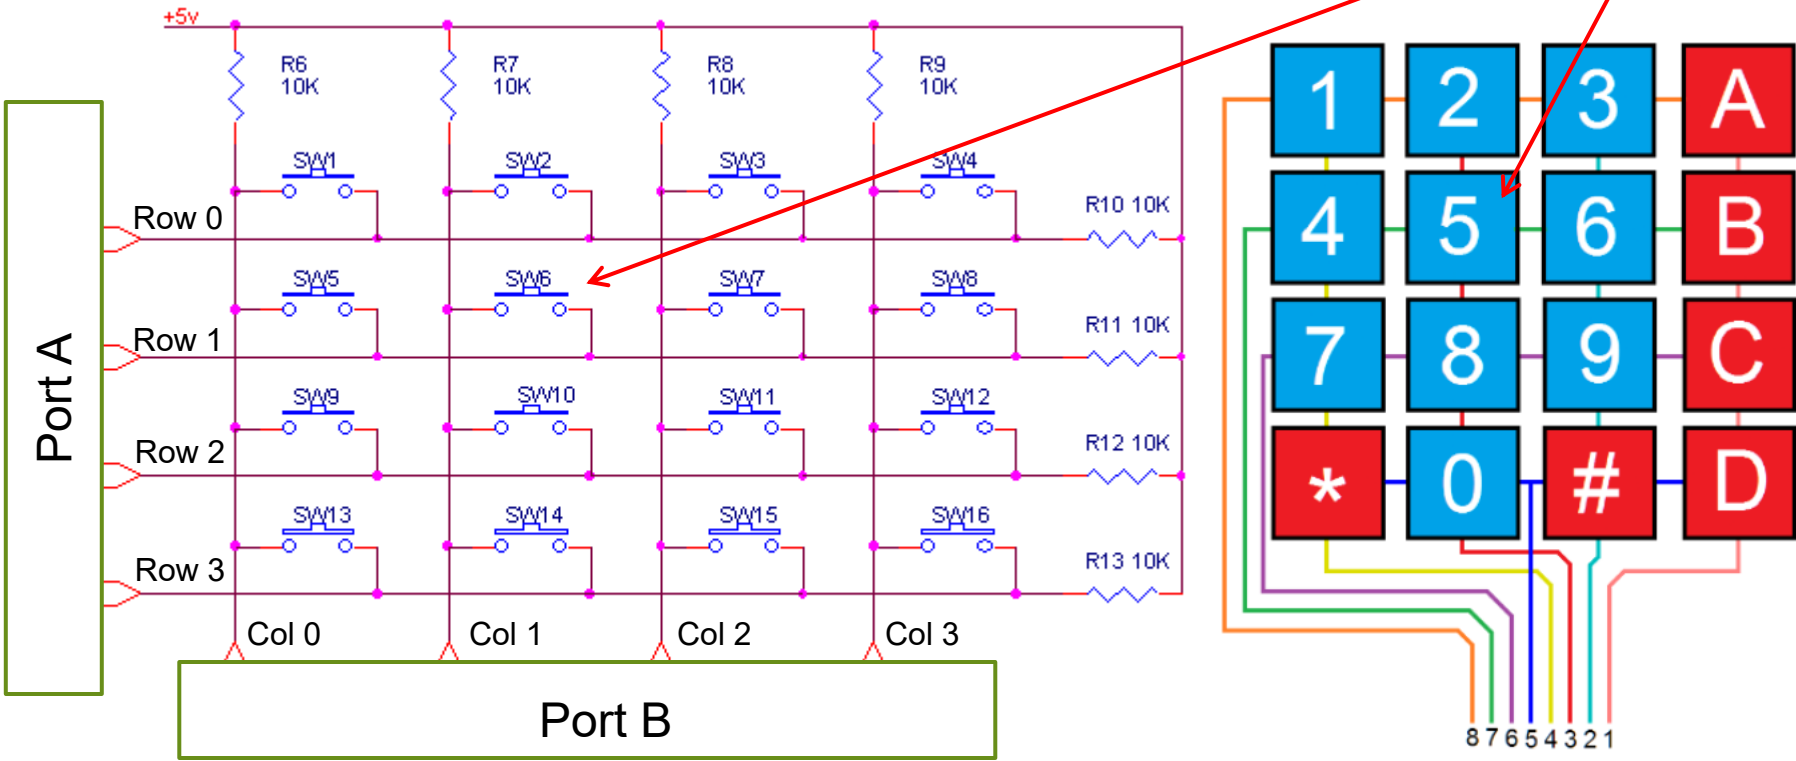 +5v
R6
10K
R7
10K
R8
10K
R9
10K
SW1
SW2
SW3
SW4
Row 0
R10 10K
SW5
SW6
SW7
SW8
Row 1
R11 10K
SW9
SW10
SW11
SW12
Row 2
R12 10K
SW13
SW14
SW15
SW16
Row 3
R13 10K
Port A
Col 0
Col 1
Col 2
Col 3
Port B
1 2 3 A
4 5 6 B
7 8 9 C
* 0 # D
8 7 6 5 4 3 2 1